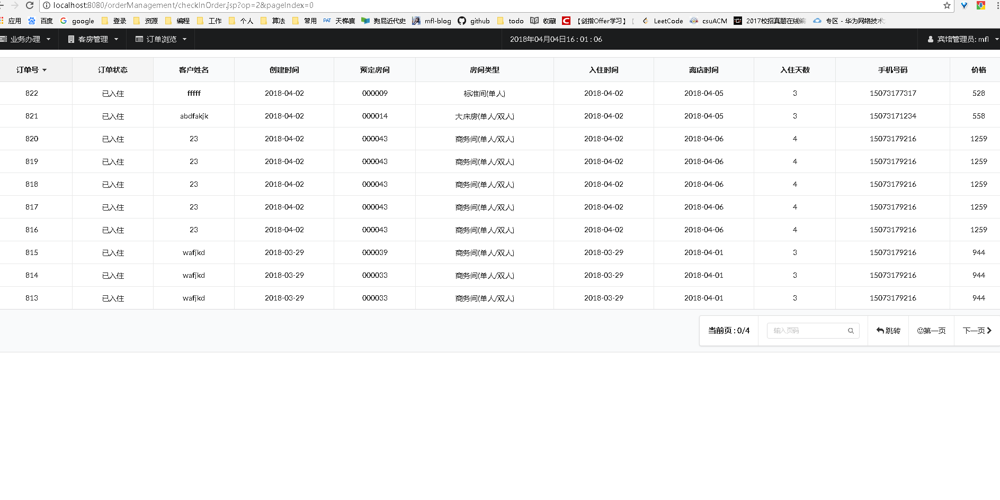 localhost:8080/orderManagement/checkInOrder.jsp?op=2&pageIndex=0
应用 百度 google 登录 资源 编程 工作 个人 算法 常用 PAT 天梯赛 狗屁近代史 mfl-blog github todo 收藏 【剑指Offer学习】 LeetCode csuACM 2017校招真题在线编 专区 - 华为网络技术
业务办理 客房管理 订单浏览 2018年04月04日16:01:06 宾馆管理员: mfl
订单号 订单状态 客户姓名 创建时间 预定房间 房间类型 入住时间 离店时间 入住天数 手机号码 价格
822 已入住 fffff 2018-04-02 000009 标准间(单人) 2018-04-02 2018-04-05 3 15073177317 528
821 已入住 abdfakjk 2018-04-02 000014 大床房(单人/双人) 2018-04-02 2018-04-05 3 15073171234 558
820 已入住 23 2018-04-02 000043 商务间(单人/双人) 2018-04-02 2018-04-06 4 15073179216 1259
819 已入住 23 2018-04-02 000043 商务间(单人/双人) 2018-04-02 2018-04-06 4 15073179216 1259
818 已入住 23 2018-04-02 000043 商务间(单人/双人) 2018-04-02 2018-04-06 4 15073179216 1259
817 已入住 23 2018-04-02 000043 商务间(单人/双人) 2018-04-02 2018-04-06 4 15073179216 1259
816 已入住 23 2018-04-02 000043 商务间(单人/双人) 2018-04-02 2018-04-06 4 15073179216 1259
815 已入住 wafjkd 2018-03-29 000039 商务间(单人/双人) 2018-03-29 2018-04-01 3 15073179216 944
814 已入住 wafjkd 2018-03-29 000033 商务间(单人/双人) 2018-03-29 2018-04-01 3 15073179216 944
813 已入住 wafjkd 2018-03-29 000033 商务间(单人/双人) 2018-03-29 2018-04-01 3 15073179216 944
当前页 : 0/4 输入页码 跳转 第一页 下一页